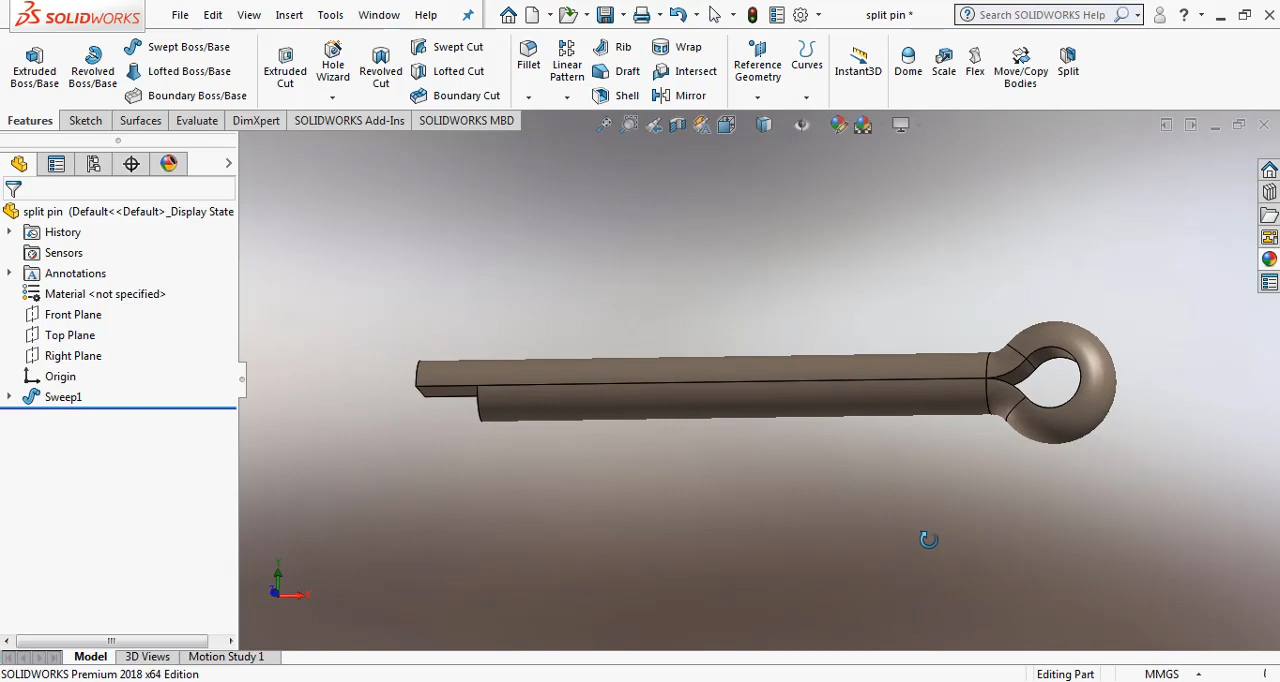 SOLIDWORKS
File Edit View Insert Tools Window Help
split pin *
Search SOLIDWORKS Help
Extruded Boss/Base
Revolved Boss/Base
Swept Boss/Base
Lofted Boss/Base
Boundary Boss/Base
Extruded Cut
Hole Wizard
Revolved Cut
Swept Cut
Lofted Cut
Boundary Cut
Fillet
Linear Pattern
Rib
Draft
Shell
Wrap
Intersect
Mirror
Reference Geometry
Curves
Instant3D
Dome
Scale
Flex
Move/Copy Bodies
Split
Features Sketch Surfaces Evaluate DimXpert SOLIDWORKS Add-Ins SOLIDWORKS MBD
split pin (Default<<Default>_Display State
History
Sensors
Annotations
Material <not specified>
Front Plane
Top Plane
Right Plane
Origin
Sweep1
Y
X
Z
Model 3D Views Motion Study 1
SOLIDWORKS Premium 2018 x64 Edition
Editing Part
MMGS